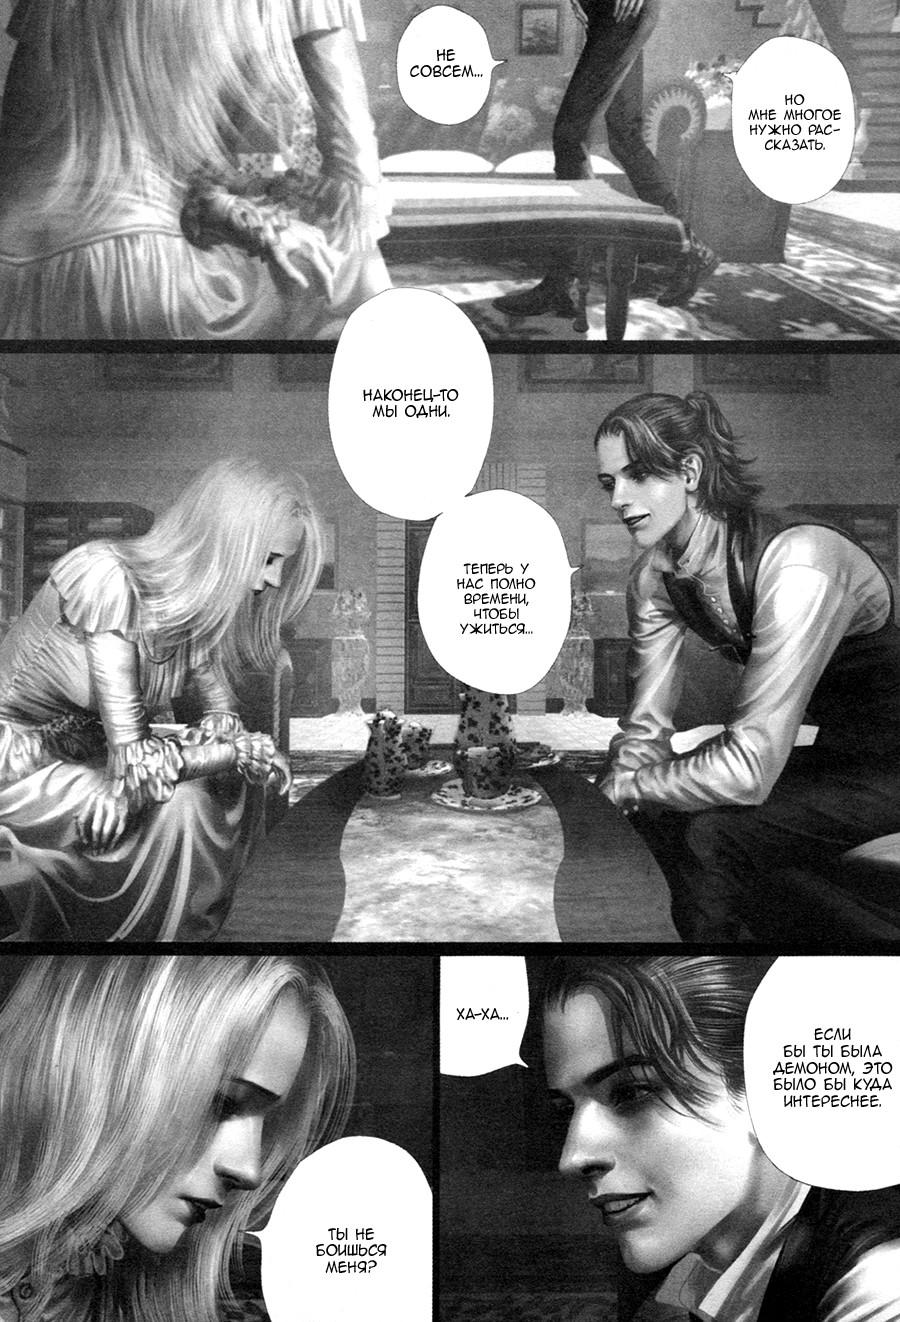 НЕ
СОВСЕМ...
НО
МНЕ МНОГОЕ
НУЖНО РАС-
СКАЗАТЬ.
НАКОНЕЦ-ТО
МЫ ОДНИ.
ТЕПЕРЬ У
НАС ПОЛНО
ВРЕМЕНИ,
ЧТОБЫ
УЖИТЬСЯ...
ТЫ НЕ
БОИШЬСЯ
МЕНЯ?
ХА-ХА...
ЕСЛИ
БЫ ТЫ БЫЛА
ДЕМОНОМ, ЭТО
БЫЛО БЫ КУДА
ИНТЕРЕСНЕЕ.